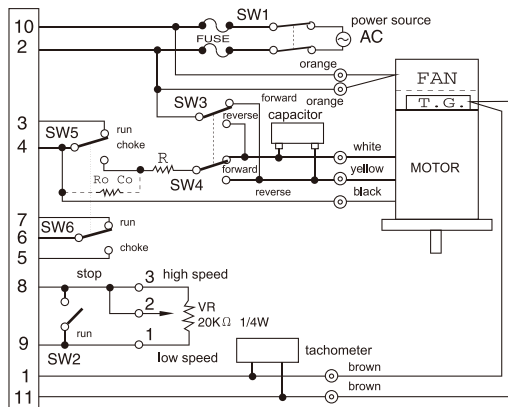 10
SW1
power source
AC
FUSE
2
orange
FAN
orange
T.G.
SW3
forward
3
run
reverse
capacitor
SW5
choke
4
R
white
forward
Ro Co
SW4
yellow
MOTOR
reverse
black
7
run
SW6
6
choke
5
stop
3 high speed
8
2
VR
20KΩ 1/4W
run
1
9
SW2
low speed
tachometer
brown
1
brown
11